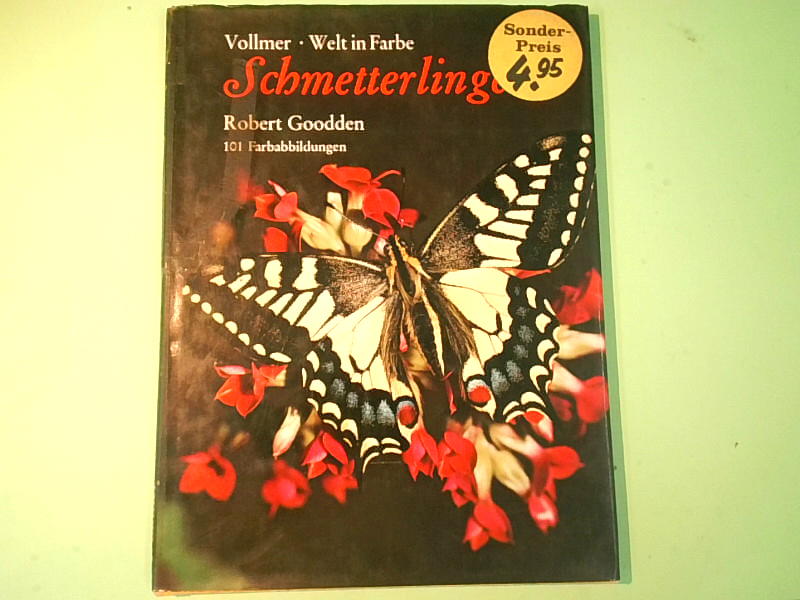 Vollmer · Welt in Farbe
Schmetterlinge
Robert Goodden
101 Farbabbildungen
Sonder-
Preis
4.95